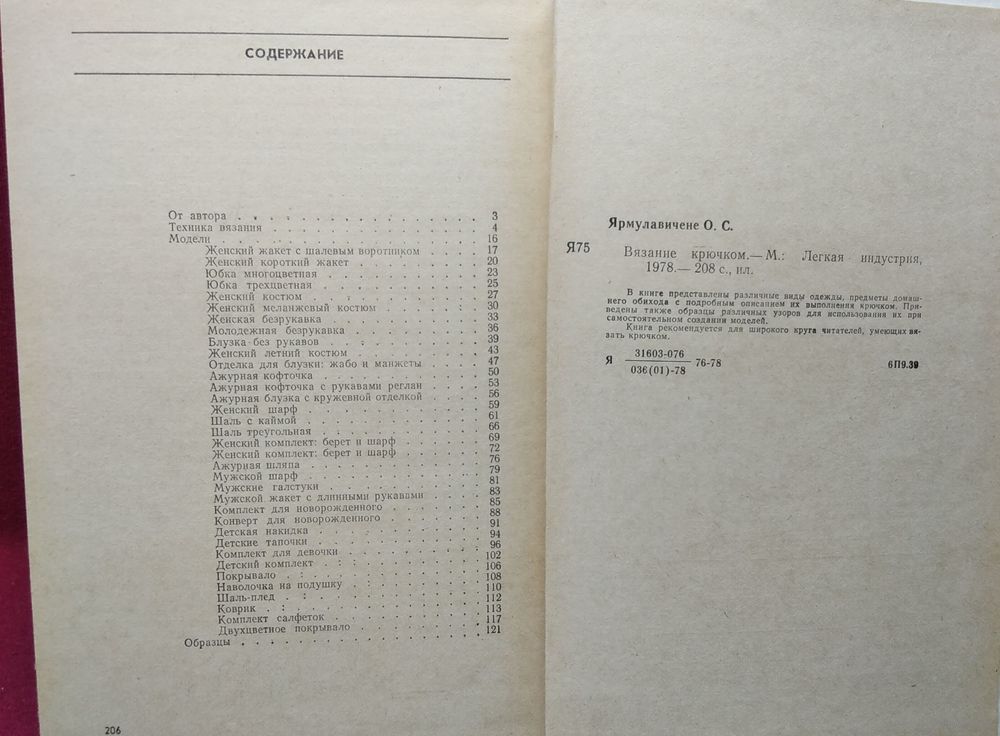 СОДЕРЖАНИЕ
От автора . . . . . . . . . . . . . . . . 3
Техника вязания . . . . . . . . . . . . . . 4
Модели . . . . . . . . . . . . . . . . . 16
Женский жакет с шалевым воротником . . . . 17
Женский короткий жакет . . . . . . . . . 20
Юбка многоцветная . . . . . . . . . . . 23
Юбка трехцветная . . . . . . . . . . . 25
Женский костюм . . . . . . . . . . . . 27
Женский меланжевый костюм . . . . . . . 30
Женская безрукавка . . . . . . . . . . . 33
Молодежная безрукавка . . . . . . . . . 36
Блузка без рукавов . . . . . . . . . . . 39
Женский летний костюм . . . . . . . . . 43
Отделка для блузки: жабо и манжеты . . . . 47
Ажурная кофточка . . . . . . . . . . . 50
Ажурная кофточка с рукавами реглан . . . . 53
Ажурная блузка с кружевной отделкой . . . . 56
Женский шарф . . . . . . . . . . . . 59
Шаль с каймой . . . . . . . . . . . . 61
Шаль треугольная . . . . . . . . . . . 66
Женский комплект: берет и шарф . . . . . 69
Женский комплект: берет и шарф . . . . . 72
Ажурная шляпа . . . . . . . . . . . . 76
Мужской шарф . . . . . . . . . . . . 79
Мужские галстуки . . . . . . . . . . . 81
Мужской жакет с длинными рукавами . . . . 83
Комплект для новорожденного . . . . . . 85
Конверт для новорожденного . . . . . . . 88
Детская накидка . . . . . . . . . . . 91
Детские тапочки . . . . . . . . . . . 94
Комплект для девочки . . . . . . . . . 96
Детский комплект . . . . . . . . . . . 102
Покрывало . . . . . . . . . . . . . 106
Наволочка на подушку . . . . . . . . . 108
Шаль-плед . . . . . . . . . . . . . 110
Коврик . . . . . . . . . . . . . . 112
Комплект салфеток . . . . . . . . . . 113
Двухцветное покрывало . . . . . . . . . 117
Образцы . . . . . . . . . . . . . . . 121
206
Ярмулавичене О. С.
Я75 Вязание крючком.— М.: Легкая индустрия,
1978.— 208 с., ил.
В книге представлены различные виды одежды, предметы домаш-
него обихода с подробным описанием их выполнения крючком. При-
ведены также образцы различных узоров для использования их при
самостоятельном создании моделей.
Книга рекомендуется для широкого круга читателей, умеющих вя-
зать крючком.
31603-076
Я 76-78 6П9.39
036(01)-78